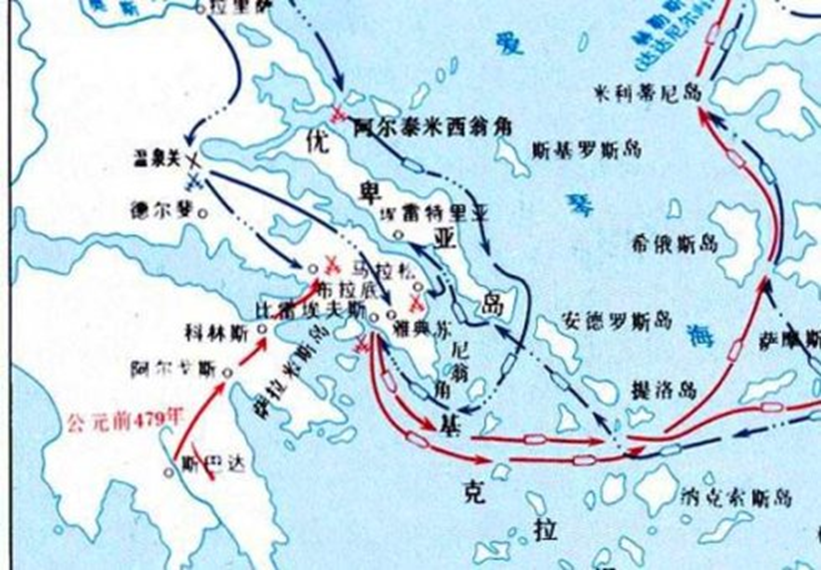 拉里萨
爱
米利蒂尼岛
阿尔泰米西翁角
优
斯基罗斯岛
温泉关
德尔斐
卑
琴
埃雷特里亚
亚
希俄斯岛
马拉松
布拉底
比雷埃夫斯
岛
安德罗斯岛
海
萨摩斯
科林斯
雅典
苏
尼
翁
角
萨拉米斯岛
阿尔戈斯
提洛岛
公元前479年
基
斯巴达
克
纳克索斯岛
拉